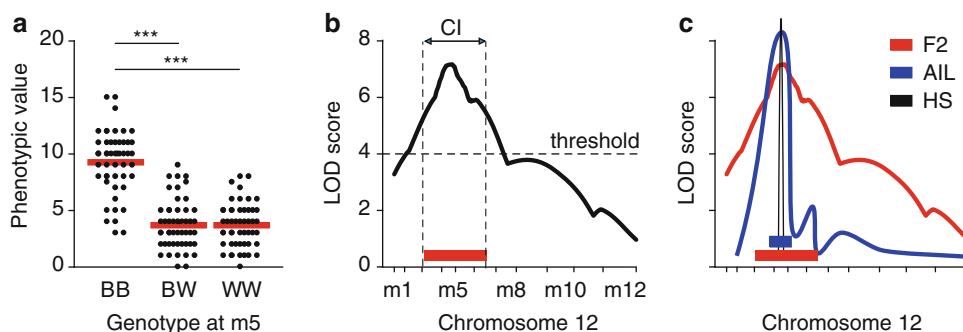 a
Phenotypic value
20
15
10
5
0
***
***
BB BW WW
Genotype at m5
b
LOD score
8
6
4
2
0
CI
threshold
m1 m5 m8 m10 m12
Chromosome 12
c
LOD score
F2
AIL
HS
Chromosome 12